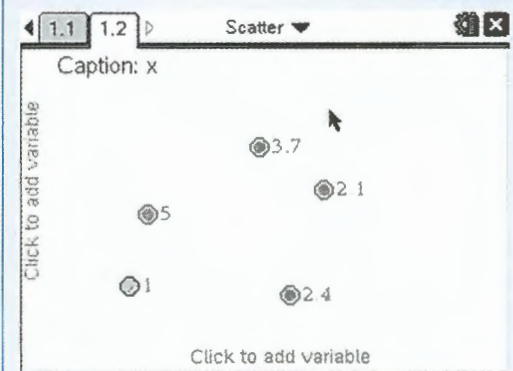 1.1 1.2 Scatter
Caption: x
Click to add variable
3.7
2.1
5
1
2.4
Click to add variable